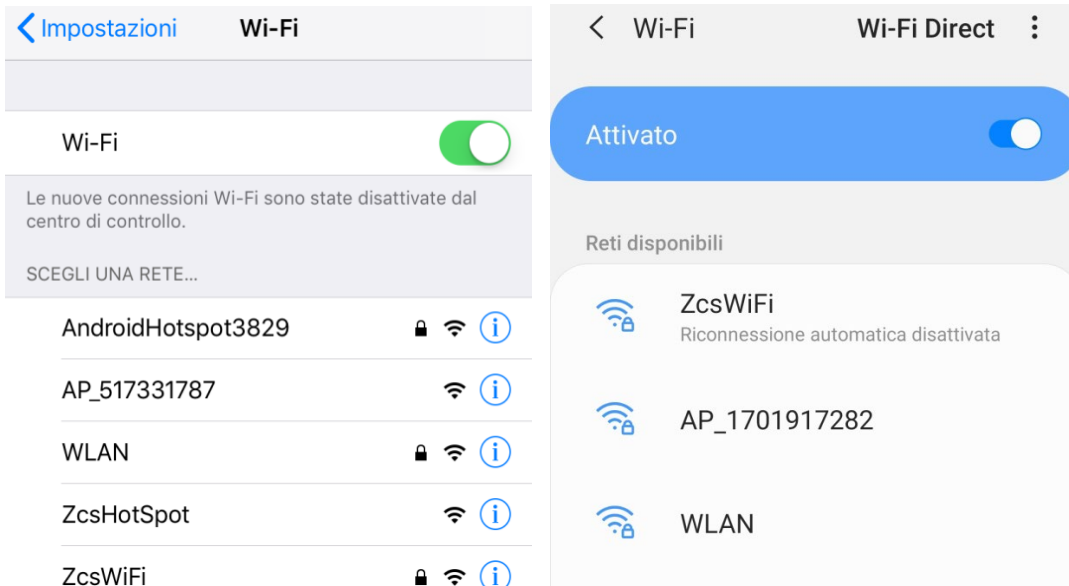 Impostazioni Wi-Fi
Wi-Fi
Le nuove connessioni Wi-Fi sono state disattivate dal
centro di controllo.
SCEGLI UNA RETE...
AndroidHotspot3829
AP_517331787
WLAN
ZcsHotSpot
ZcsWiFi
Wi-Fi Wi-Fi Direct
Attivato
Reti disponibili
ZcsWiFi
Riconnessione automatica disattivata
AP_1701917282
WLAN